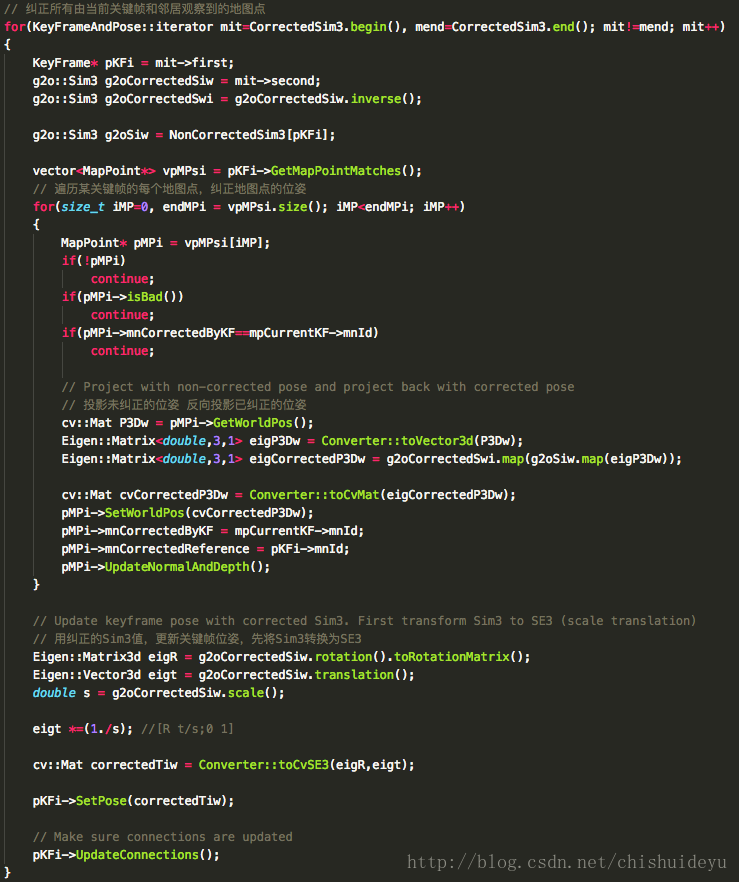 // 纠正所有由当前关键帧和邻居观察到的地图点
for(KeyFrameAndPose::iterator mit=CorrectedSim3.begin(), mend=CorrectedSim3.end(); mit!=mend; mit++)
{
KeyFrame* pKFi = mit->first;
g2o::Sim3 g2oCorrectedSiw = mit->second;
g2o::Sim3 g2oCorrectedSwi = g2oCorrectedSiw.inverse();
g2o::Sim3 g2oSiw = NonCorrectedSim3[pKFi];
vector<MapPoint*> vpMPsi = pKFi->GetMapPointMatches();
// 遍历某关键帧的每个地图点，纠正地图点的位姿
for(size_t iMP=0, endMPi = vpMPsi.size(); iMP<endMPi; iMP++)
{
MapPoint* pMPi = vpMPsi[iMP];
if(!pMPi)
continue;
if(pMPi->isBad())
continue;
if(pMPi->mnCorrectedByKF==mpCurrentKF->mnId)
continue;
// Project with non-corrected pose and project back with corrected pose
// 投影未纠正的位姿 反向投影已纠正的位姿
cv::Mat P3Dw = pMPi->GetWorldPos();
Eigen::Matrix<double,3,1> eigP3Dw = Converter::toVector3d(P3Dw);
Eigen::Matrix<double,3,1> eigCorrectedP3Dw = g2oCorrectedSwi.map(g2oSiw.map(eigP3Dw));
cv::Mat cvCorrectedP3Dw = Converter::toCvMat(eigCorrectedP3Dw);
pMPi->SetWorldPos(cvCorrectedP3Dw);
pMPi->mnCorrectedByKF = mpCurrentKF->mnId;
pMPi->mnCorrectedReference = pKFi->mnId;
pMPi->UpdateNormalAndDepth();
}
// Update keyframe pose with corrected Sim3. First transform Sim3 to SE3 (scale translation)
// 用纠正的Sim3值，更新关键帧位姿，先将Sim3转换为SE3
Eigen::Matrix3d eigR = g2oCorrectedSiw.rotation().toRotationMatrix();
Eigen::Vector3d eigt = g2oCorrectedSiw.translation();
double s = g2oCorrectedSiw.scale();
eigt *=(1./s); //[R t/s;0 1]
cv::Mat correctedTiw = Converter::toCvSE3(eigR,eigt);
pKFi->SetPose(correctedTiw);
// Make sure connections are updated
pKFi->UpdateConnections();
}
http://blog.csdn.net/chishuideyu